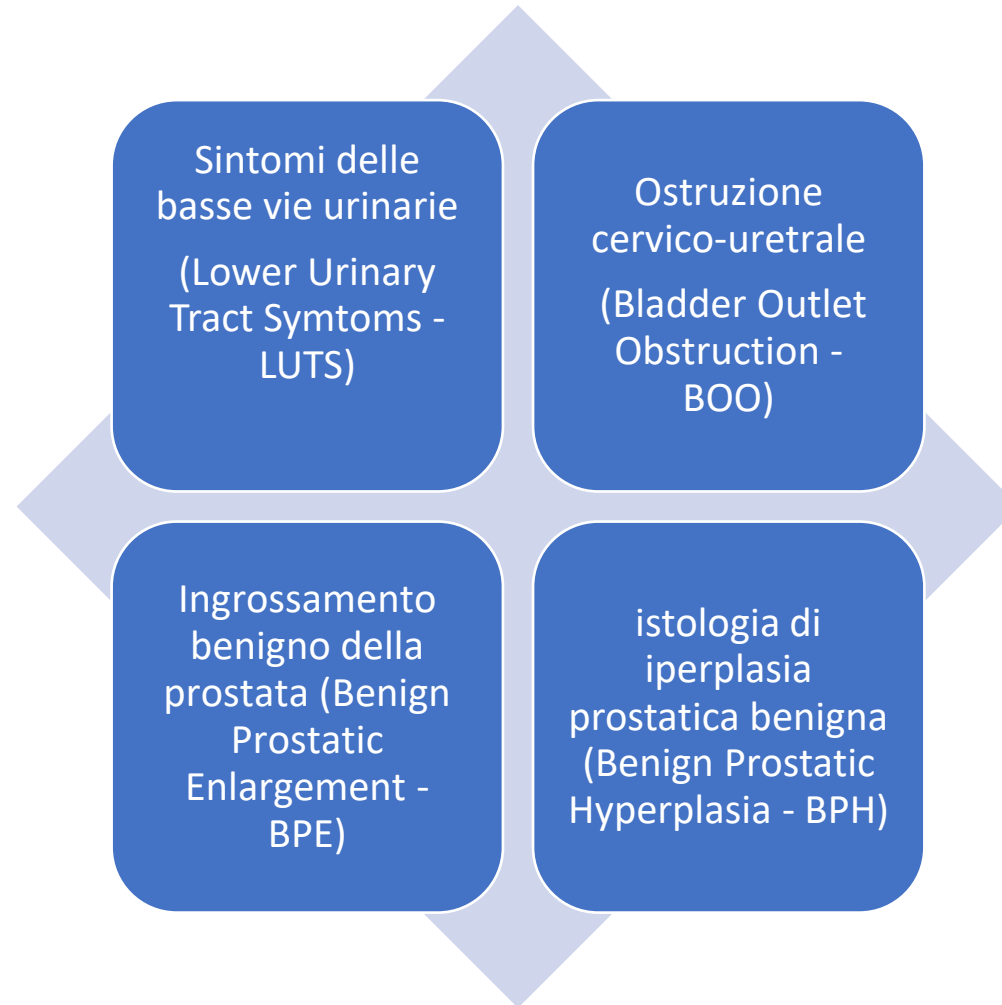 Sintomi delle
basse vie urinarie
(Lower Urinary
Tract Symtoms -
LUTS)
Ostruzione
cervico-uretrale
(Bladder Outlet
Obstruction -
BOO)
Ingrossamento
benigno della
prostata (Benign
Prostatic
Enlargement -
BPE)
istologia di
iperplasia
prostatica benigna
(Benign Prostatic
Hyperplasia - BPH)